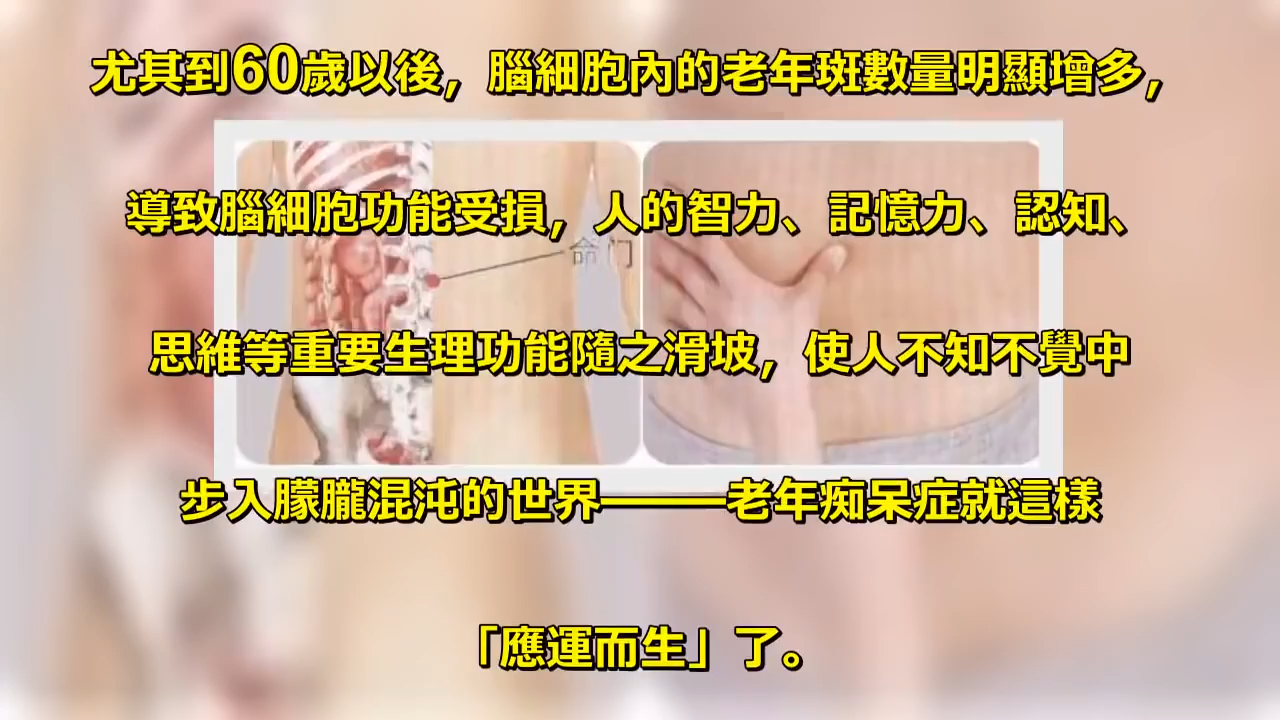 尤其到60歲以後，腦細胞內的老年斑數量明顯增多，
導致腦細胞功能受損，人的智力、記憶力、認知、
命门
思維等重要生理功能隨之滑坡，使人不知不覺中
步入朦朧混沌的世界———老年痴呆症就這樣
「應運而生」了。